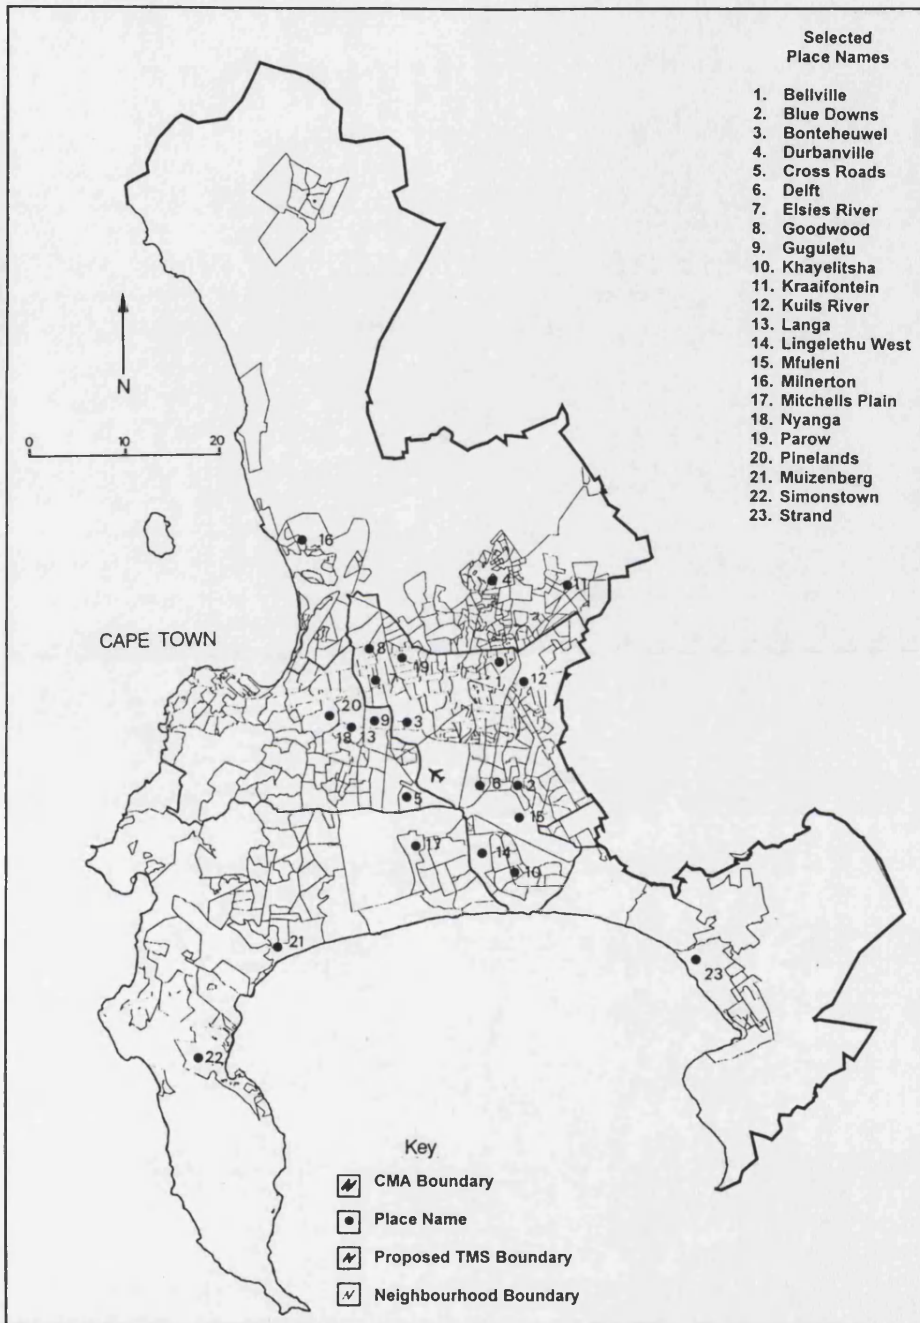 Selected
Place Names
1. Bellville
2. Blue Downs
3. Bonteheuwel
4. Durbanville
5. Cross Roads
6. Delft
7. Elsies River
8. Goodwood
9. Guguletu
10. Khayelitsha
11. Kraaifontein
12. Kuils River
13. Langa
14. Lingelethu West
15. Mfuleni
16. Milnerton
17. Mitchells Plain
18. Nyanga
19. Parow
20. Pinelands
21. Muizenberg
22. Simonstown
23. Strand
N
0 10 20
16
4
11
CAPE TOWN
8
19
1
7
12
20
9
3
18
13
6
2
5
15
17
14
10
21
23
22
Key
CMA Boundary
Place Name
Proposed TMS Boundary
Neighbourhood Boundary